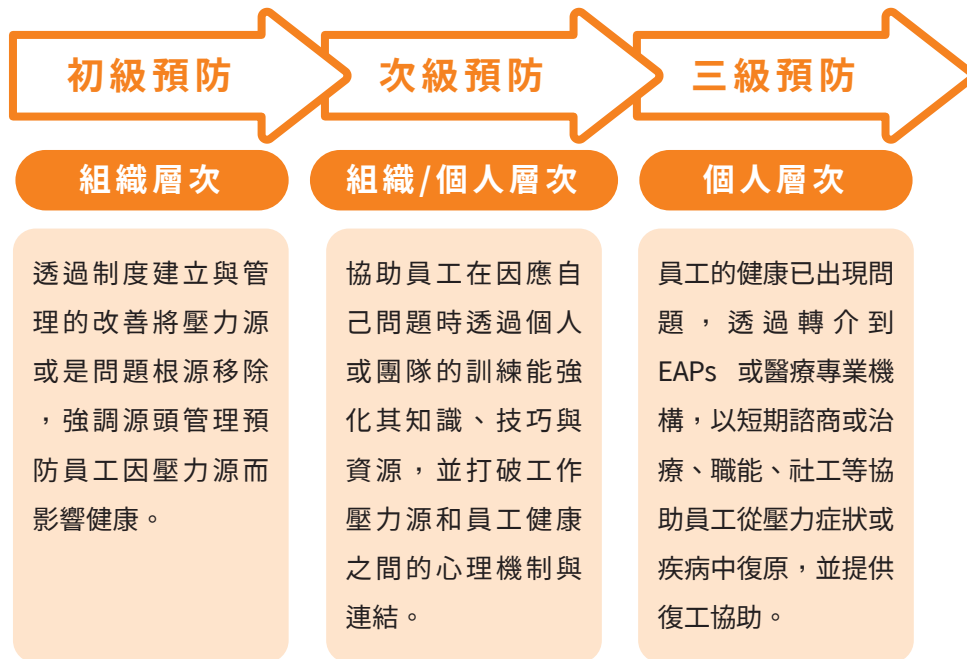 初級預防
次級預防
三級預防
組織層次
組織/個人層次
個人層次
透過制度建立與管
理的改善將壓力源
或是問題根源移除
,強調源頭管理預
防員工因壓力源而
影響健康。
協助員工在因應自
己問題時透過個人
或團隊的訓練能強
化其知識、技巧與
資源,並打破工作
壓力源和員工健康
之間的心理機制與
連結。
員工的健康已出現問
題,透過轉介到
EAPs 或醫療專業機
構,以短期諮商或治
療、職能、社工等協
助員工從壓力症狀或
疾病中復原,並提供
復工協助。